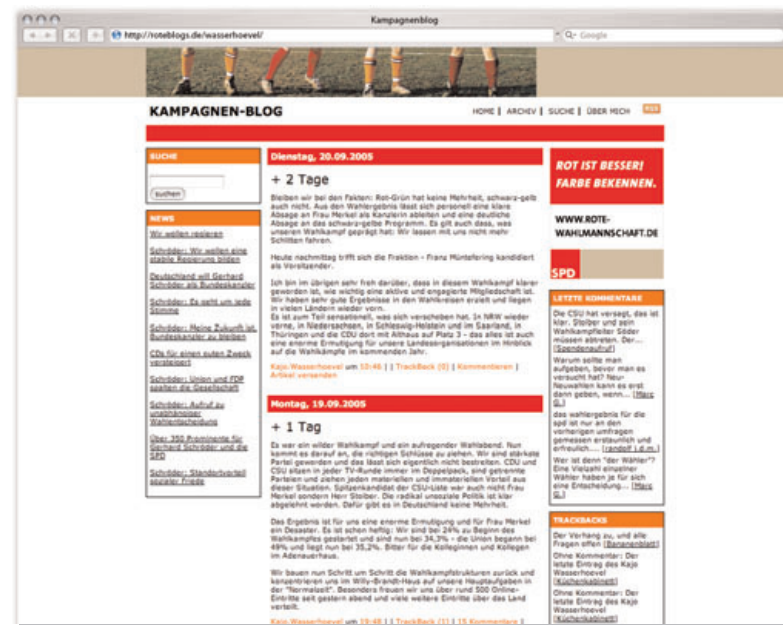 Kampagnenblog
http://roteblogs.de/wasserhoevel/
Q- Google
KAMPAGNEN-BLOG
HOME | ARCHIV | SUCHE | ÜBER MICH
RSS
SUCHE
suchen
NEWS
Wir wollen regieren
Schröder: Wir wollen eine
stabile Regierung bilden
Deutschland will Gerhard
Schröder als Bundeskanzler
Schröder: Es geht um jede
Stimme
Schröder: Meine Zukunft ist,
Bundeskanzler zu bleiben
CDs für einen guten Zweck
versteigert
Schröder: Union und FDP
spalten die Gesellschaft
Schröder: Aufruf zu
unabhängiger
Wahlentscheidung
Über 350 Prominente für
Gerhard Schröder und die
SPD
Schröder: Standortvorteil
sozialer Friede
Dienstag, 20.09.2005
+ 2 Tage
Bleiben wir bei den Fakten: Rot-Grün hat keine Mehrheit, schwarz-gelb
auch nicht. Aus den Wahlergebnis lässt sich personell eine klare
Absage an Frau Merkel als Kanzlerin ableiten und eine deutliche
Absage an das schwarz-gelbe Programm. Es gilt auch dass, was
unseren Wahlkampf geprägt hat: Wir lassen mit uns nicht mehr
Schlitten fahren.
Heute nachmittag trifft sich die Fraktion - Franz Müntefering kandidiert
als Vorsitzender.
Ich bin im übrigen sehr froh darüber, dass in diesem Wahlkampf klarer
geworden ist, wie wichtig eine aktive und engagierte Mitgliedschaft ist.
Wir haben sehr gute Ergebnisse in den Wahlkreisen erzielt und liegen
in vielen Ländern wieder vorn.
Es ist zum Teil sensationell, was sich verschoben hat. In NRW wieder
vorne, in Niedersachsen, in Schleswig-Holstein und im Saarland, in
Thüringen und die CDU dort mit Althaus auf Platz 3 - das alles ist auch
eine enorme Ermutigung für unsere Landesorganisationen im Hinblick
auf die Wahlkämpfe im kommenden Jahr.
Kajo.Wasserhoevel um 10:46 | | TrackBack [0] | Kommentieren |
Artikel versenden
Montag, 19.09.2005
+ 1 Tag
Es war ein wilder Wahlkampf und ein aufregender Wahlabend. Nun
kommt es darauf an, die richtigen Schlüsse zu ziehen. Wir sind stärkste
Partei geworden und das lässt sich eigentlich nicht bestreiten. CDU und
CSU sitzen in jeder TV-Runde immer im Doppelpack, sind getrennte
Parteien und ziehen jeden materiellen und immateriellen Vorteil aus
dieser Situation. Spitzenkandidat der CSU-Liste war auch nicht Frau
Merkel sondern Herr Stoiber. Die radikal unsoziale Politik ist klar
abgelehnt worden. Dafür gibt es in Deutschland keine Mehrheit.
Das Ergebnis ist für uns eine enorme Ermutigung und für Frau Merkel
ein Desaster. Es ist schon heftig: Wir sind bei 24% zu Beginn des
Wahlkampfes gestartet und sind nun bei 34,3% - die Union begann bei
49% und liegt nun bei 35,2%. Bitter für die Kolleginnen und Kollegen
im Adenauerhaus.
Wir bauen nun Schritt um Schritt die Wahlkampfstrukturen zurück und
konzentrieren uns im Willy-Brandt-Haus auf unsere Hauptaufgaben in
der "Normalzeit". Besonders freuen wir uns über rund 500 Online-
Eintritte seit gestern abend und viele weitere Eintritte über das Land
verteilt.
Kajo.Wasserhoevel um 19:48 | | TrackBack [1] | 15 Kommentare |
ROT IST BESSER!
FARBE BEKENNEN.
WWW.ROTE-
WAHLMANNSCHAFT.DE
SPD
LETZTE KOMMENTARE
Die CSU hat versagt, das ist
klar. Stoiber und sein
Wahlkampfleiter Söder
müssen abtreten. Der...
[Spendenaufruf]
Warum sollte man
aufgeben, bevor man es
versucht hat? Neu-
Neuwahlen kann es erst
dann geben, wenn... [Marc
G.]
das wahlergebnis für die
spd ist nur an den
vorherigen umfragen
gemessen erstaunlich und
erfreulich.... [randolf i.d.m.]
Wer ist denn "der Wähler"?
Eine Vielzahl einzelner
Wähler haben je für sich
eine Entscheidung... [Marc
G.]
TRACKBACKS
Der Vorhang zu, und alle
Fragen offen [Bananenblatt]
Ohne Kommentar: Der
letzte Eintrag des Kajo
Wasserhoevel
[Küchenkabinett]
Ohne Kommentar: Der
letzte Eintrag des Kajo
Wasserhoevel
[Küchenkabinett]